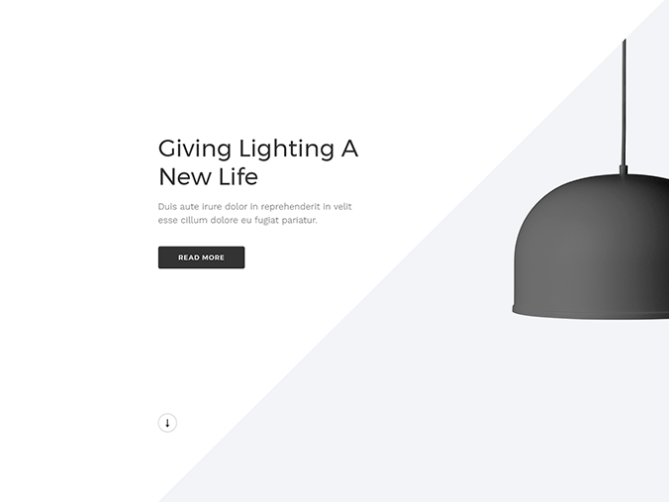 Giving Lighting A
New Life
Duis aute irure dolor in reprehenderit in velit
esse cillum dolore eu fugiat pariatur.
READ MORE